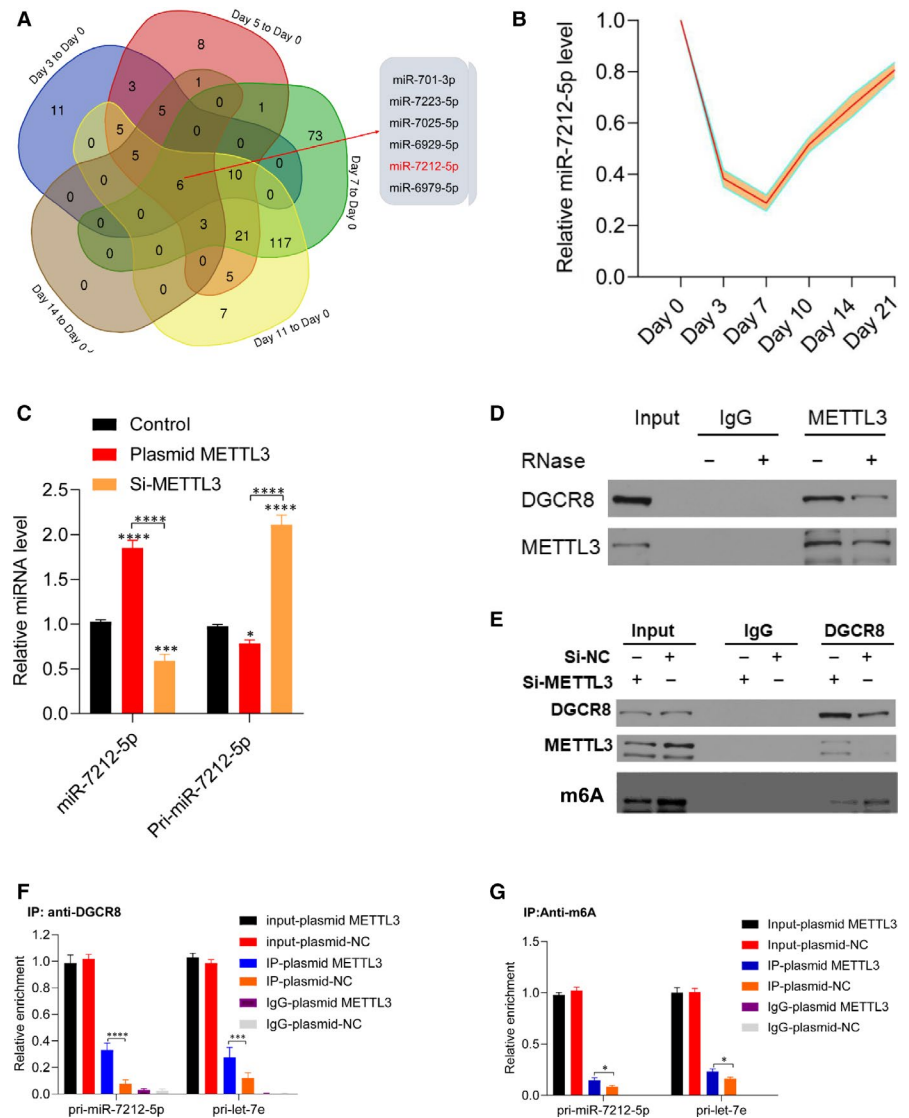 A
Day 3 to Day 0
Day 5 to Day 0
Day 7 to Day 0
Day 11 to Day 0
Day 14 to Day 0
8
11
3
1
5
0
1
73
5
0
0
0
0
5
10
0
6
0
0
0
3
21
117
0
0
0
0
5
0
7
miR-701-3p
miR-7223-5p
miR-7025-5p
miR-6929-5p
miR-7212-5p
miR-6979-5p
B
Relative miR-7212-5p level
1.0
0.8
0.6
0.4
0.2
0.0
Day 0
Day 3
Day 7
Day 10
Day 14
Day 21
C
Control
Plasmid METTL3
Si-METTL3
Relative miRNA level
2.5
2.0
1.5
1.0
0.5
0.0
****
****
***
*
****
****
miR-7212-5p
Pri-miR-7212-5p
D
Input IgG METTL3
RNase – + – +
DGCR8
METTL3
E
Input IgG DGCR8
Si-NC – + – + – +
Si-METTL3 + – + – + –
DGCR8
METTL3
m6A
F
IP: anti-DGCR8
input-plasmid METTL3
input-plasmid-NC
IP-plasmid METTL3
IP-plasmid-NC
IgG-plasmid METTL3
IgG-plasmid-NC
Relative enrichment
1.2
1.0
0.8
0.6
0.4
0.2
0.0
****
***
pri-miR-7212-5p
pri-let-7e
G
IP:Anti-m6A
Input-plasmid METTL3
Input-plasmid-NC
IP-plasmid METTL3
IP-plasmid-NC
IgG-plasmid METTL3
IgG-plasmid-NC
Relative enrichment
1.5
1.0
0.5
0.0
*
*
pri-miR-7212-5p
pri-let-7e